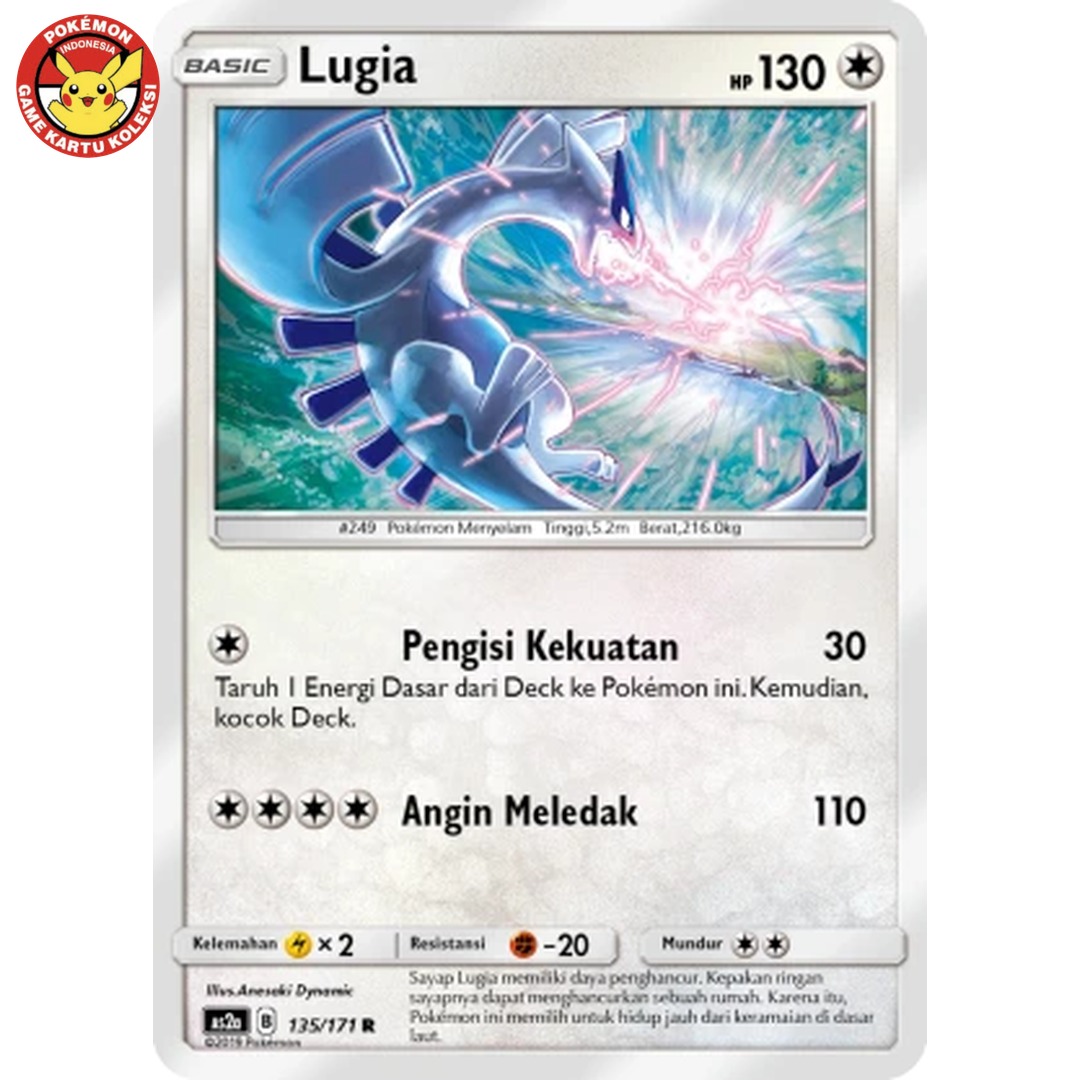 POKÉMON
INDONESIA
GAME KARTU KOLEKSI
BASIC Lugia HP 130
#249 Pokémon Menyelam Tinggi,5.2m Berat,216.0kg
Pengisi Kekuatan 30
Taruh 1 Energi Dasar dari Deck ke Pokémon ini. Kemudian,
kocok Deck.
Angin Meledak 110
Kelemahan ×2 Resistansi -20 Mundur
Illus.Anesaki Dynamic
Sayap Lugia memiliki daya penghancur. Kepakan ringan
sayapnya dapat menghancurkan sebuah rumah. Karena itu,
Pokémon ini memilih untuk hidup jauh dari keramaian di dasar
laut.
B 135/171 R
©2019 Pokémon